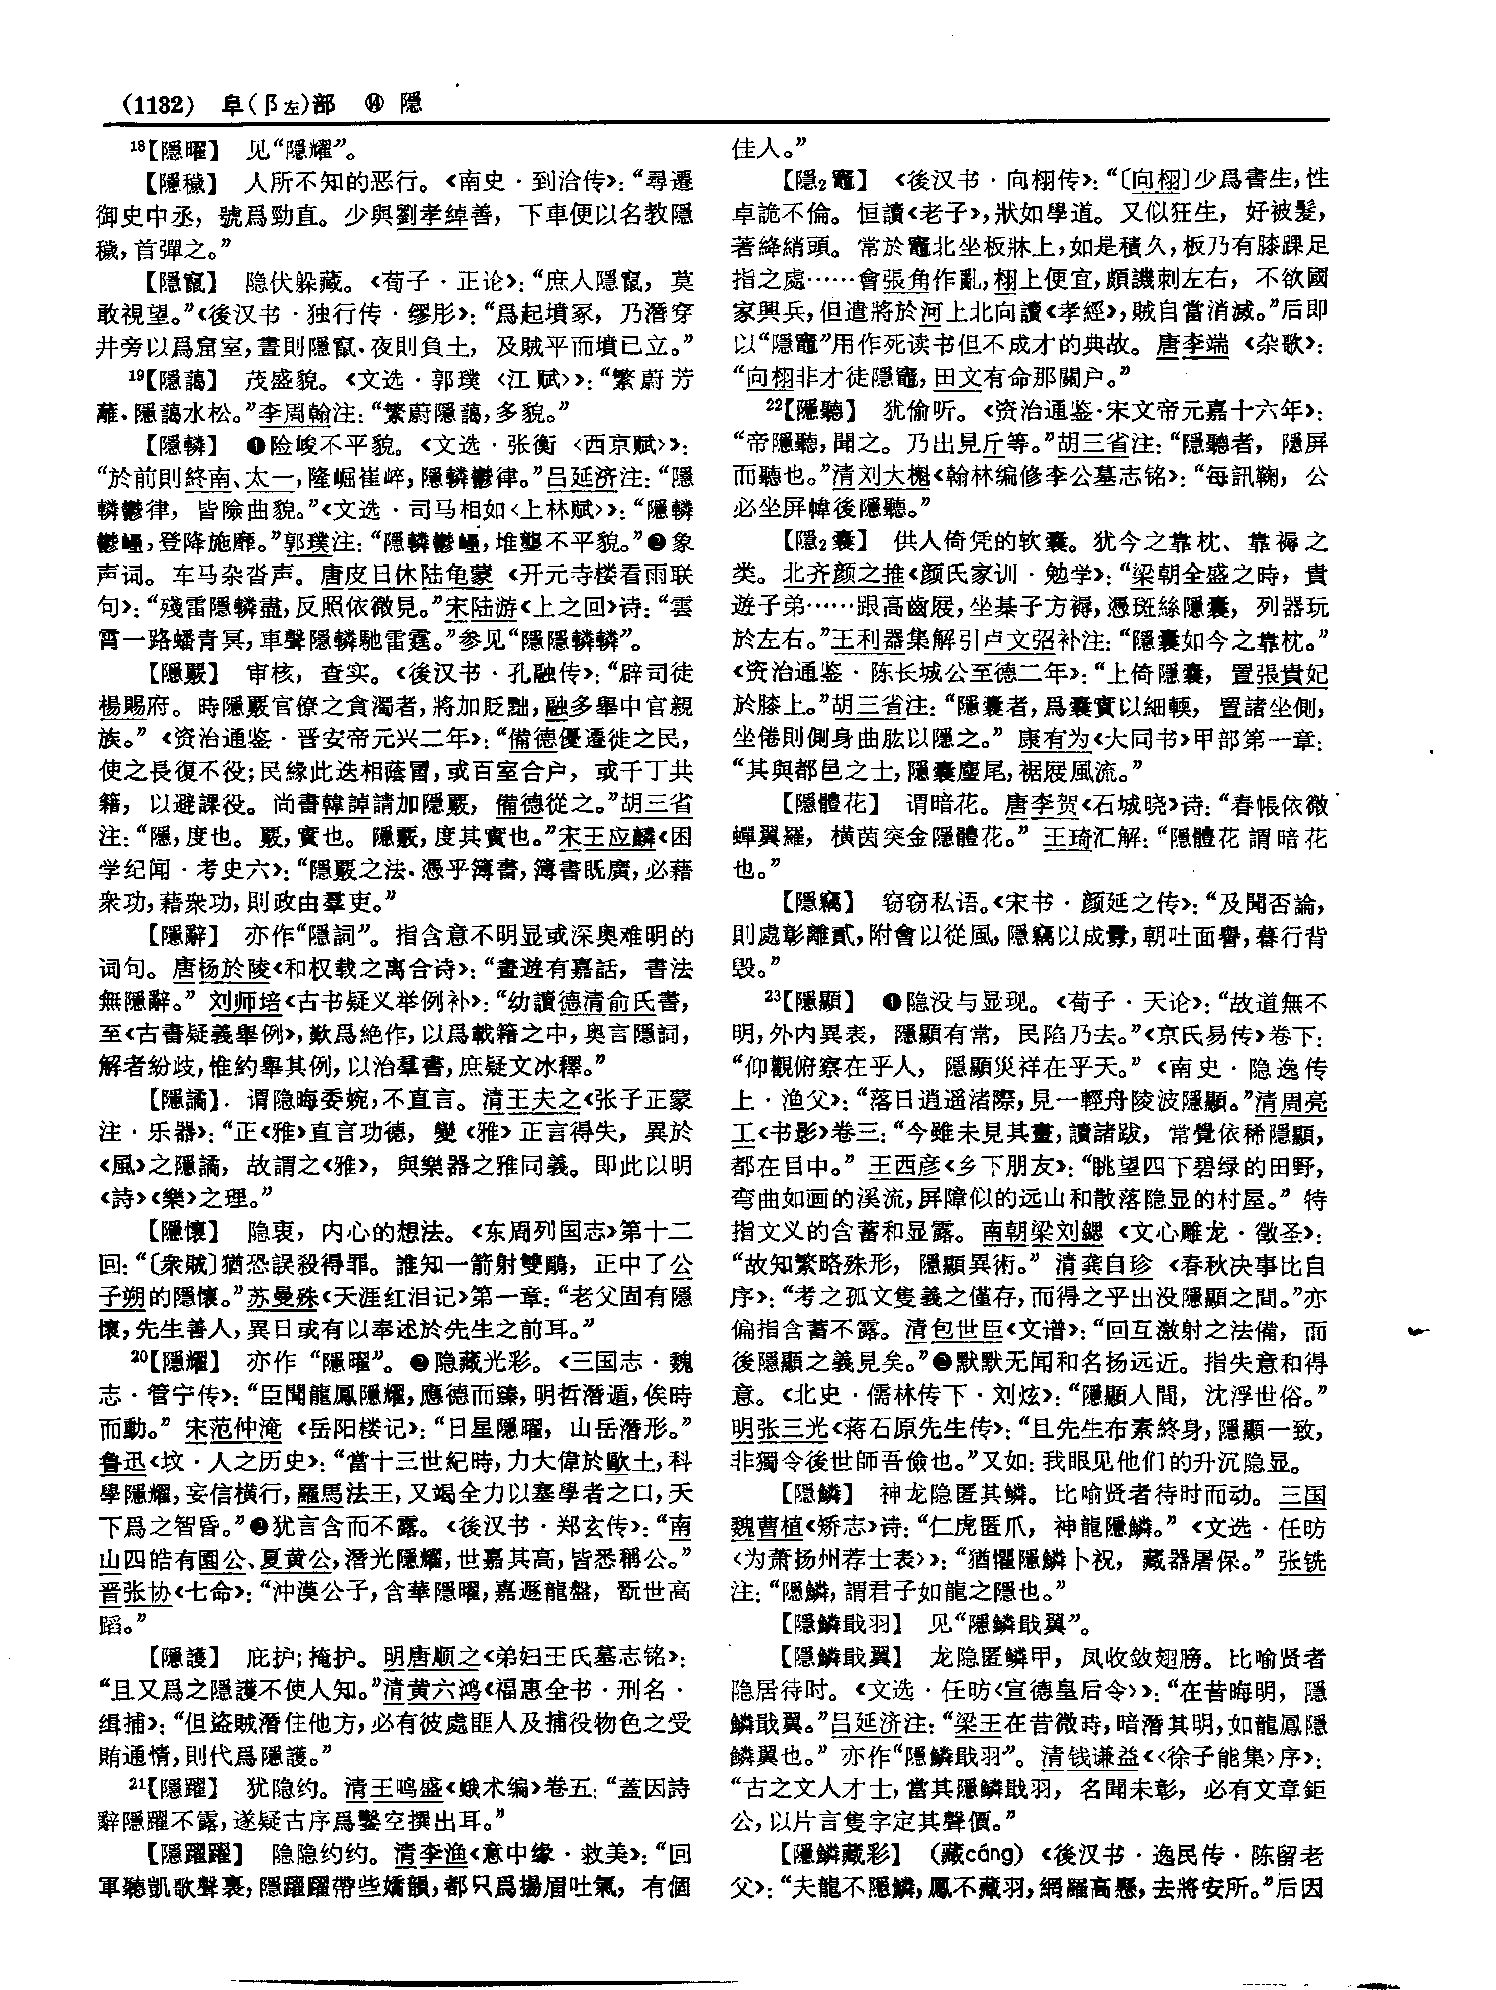 (1132) 阜(阝左)部 ⑭ 隱
18【隱曜】 见“隱耀”。
【隱穢】 人所不知的恶行。《南史·到洽传》：“尋遷
御史中丞，號爲勁直。少與劉孝綽善，下車便以名教隱
穢，首彈之。”
【隱竄】 隐伏躲藏。《荀子·正论》：“庶人隱竄，莫
敢視望。”《後汉书·独行传·缪肜》：“爲起墳冢，乃潛穿
井旁以爲窟室，晝則隱竄，夜則負土，及賊平而墳已立。”
19【隱藹】 茂盛貌。《文选·郭璞〈江赋〉》：“繁蔚芳
蘺，隱藹水松。”李周翰注：“繁蔚隱藹，多貌。”
【隱轔】 ❶险峻不平貌。《文选·张衡〈西京赋〉》：
“於前則終南、太一，隆崛崔崪，隱轔鬱律。”吕延济注：“隱
轔鬱律，皆險曲貌。”《文选·司马相如〈上林赋〉》：“隱轔
鬱𡾊，登降施靡。”郭璞注：“隱轔鬱𡾊，堆壟不平貌。”❷象
声词。车马杂沓声。唐皮日休陆龟蒙《开元寺楼看雨联
句》：“殘雷隱轔盡，反照依微見。”宋陆游《上之回》诗：“雲
霄一路蟠青冥，車聲隱轔馳雷霆。”参见“隱隱轔轔”。
【隱覈】 审核，查实。《後汉书·孔融传》：“辟司徒
楊賜府。時隱覈官僚之貪濁者，將加貶黜，融多舉中官親
族。”《资治通鉴·晋安帝元兴二年》：“備德優遷徙之民，
使之長復不役；民緣此迭相蔭冒，或百室合户，或千丁共
籍，以避課役。尚書韓𧨳請加隱覈，備德從之。”胡三省
注：“隱，度也。覈，實也。隱覈，度其實也。”宋王应麟《困
学纪闻·考史六》：“隱覈之法，憑乎簿書，簿書既廣，必藉
衆功，藉衆功，則政由羣吏。”
【隱辭】 亦作“隱詞”。指含意不明显或深奥难明的
词句。唐杨於陵《和权载之离合诗》：“畫遊有嘉話，書法
無隱辭。”刘师培《古书疑义举例补》：“幼讀德清俞氏書，
至《古書疑義舉例》，歎爲絶作，以爲載籍之中，奥言隱詞，
解者紛歧，惟約舉其例，以治羣書，庶疑文冰釋。”
【隱譎】 谓隐晦委婉，不直言。清王夫之《张子正蒙
注·乐器》：“正《雅》直言功德，變《雅》正言得失，異於
《風》之隱譎，故謂之《雅》，與樂器之雅同義。即此以明
《詩》《樂》之理。”
【隱懷】 隐衷，内心的想法。《东周列国志》第十二
回：“〔衆賊〕猶恐誤殺得罪。誰知一箭射雙鵰，正中了公
子朔的隱懷。”苏曼殊《天涯红泪记》第一章：“老父固有隱
懷，先生善人，異日或有以奉述於先生之前耳。”
20【隱耀】 亦作“隱曜”。❶隐藏光彩。《三国志·魏
志·管宁传》：“臣聞龍鳳隱耀，應德而臻，明哲潛遁，俟時
而動。”宋范仲淹《岳阳楼记》：“日星隱曜，山岳潛形。”
鲁迅《坟·人之历史》：“當十三世紀時，力大偉於歐土，科
學隱耀，妄信横行，羅馬法王，又竭全力以塞學者之口，天
下爲之智昏。”❷犹言含而不露。《後汉书·郑玄传》：“南
山四皓有園公、夏黄公，潛光隱耀，世嘉其高，皆悉稱公。”
晋张协《七命》：“沖漠公子，含華隱曜，嘉遯龍盤，翫世高
蹈。”
【隱護】 庇护；掩护。明唐顺之《弟妇王氏墓志铭》：
“且又爲之隱護不使人知。”清黄六鸿《福惠全书·刑名·
缉捕》：“但盜賊潛住他方，必有彼處匪人及捕役物色之受
賄通情，則代爲隱護。”
21【隱躍】 犹隐约。清王鸣盛《蛾术编》卷五：“蓋因詩
辭隱躍不露，遂疑古序爲鑿空撰出耳。”
【隱躍躍】 隐隐约约。清李渔《意中缘·救美》：“回
軍聽凱歌聲裏，隱躍躍帶些嬌韻，都只爲揚眉吐氣，有個
佳人。”
【隱₂竈】 《後汉书·向栩传》：“〔向栩〕少爲書生，性
卓詭不倫。恒讀《老子》，狀如學道。又似狂生，好被髮，
著絳綃頭。常於竈北坐板牀上，如是積久，板乃有膝踝足
指之處……會張角作亂，栩上便宜，頗譏刺左右，不欲國
家興兵，但遣將於河上北向讀《孝經》，賊自當消滅。”后即
以“隱竈”用作死读书但不成才的典故。唐李端《杂歌》：
“向栩非才徒隱竈，田文有命那關户。”
22【隱聽】 犹偷听。《资治通鉴·宋文帝元嘉十六年》：
“帝隱聽，聞之。乃出見斤等。”胡三省注：“隱聽者，隱屏
而聽也。”清刘大櫆《翰林编修李公墓志铭》：“每訊鞫，公
必坐屏幛後隱聽。”
【隱₂囊】 供人倚凭的软囊。犹今之靠枕、靠褥之
类。北齐颜之推《颜氏家训·勉学》：“梁朝全盛之時，貴
遊子弟……跟高齒屐，坐棊子方褥，憑斑絲隱囊，列器玩
於左右。”王利器集解引卢文弨补注：“隱囊如今之靠枕。”
《资治通鉴·陈长城公至德二年》：“上倚隱囊，置張貴妃
於膝上。”胡三省注：“隱囊者，爲囊實以細輭，置諸坐側，
坐倦則側身曲肱以隱之。”康有为《大同书》甲部第一章：
“其與都邑之士，隱囊麈尾，裾屐風流。”
【隱體花】 谓暗花。唐李贺《石城晓》诗：“春帳依微
蟬翼羅，横茵突金隱體花。”王琦汇解：“隱體花謂暗花
也。”
【隱竊】 窃窃私语。《宋书·颜延之传》：“及聞否論，
則處彰離貳，附會以從風，隱竊以成釁，朝吐面譽，暮行背
毁。”
23【隱顯】 ❶隐没与显现。《荀子·天论》：“故道無不
明，外内異表，隱顯有常，民陷乃去。”《京氏易传》卷下：
“仰觀俯察在乎人，隱顯災祥在乎天。”《南史·隐逸传
上·渔父》：“落日逍遥渚際，見一輕舟陵波隱顯。”清周亮
工《书影》卷三：“今雖未見其畫，讀諸跋，常覺依稀隱顯，
都在目中。”王西彦《乡下朋友》：“眺望四下碧绿的田野，
弯曲如画的溪流，屏障似的远山和散落隐显的村屋。”特
指文义的含蓄和显露。南朝梁刘勰《文心雕龙·徵圣》：
“故知繁略殊形，隱顯異術。”清龚自珍《春秋决事比自
序》：“考之孤文隻義之僅存，而得之乎出没隱顯之間。”亦
偏指含蓄不露。清包世臣《文谱》：“回互激射之法備，而
後隱顯之義見矣。”❷默默无闻和名扬远近。指失意和得
意。《北史·儒林传下·刘炫》：“隱顯人間，沈浮世俗。”
明张三光《蒋石原先生传》：“且先生布素終身，隱顯一致，
非獨令後世師吾儉也。”又如：我眼见他们的升沉隐显。
【隱鱗】 神龙隐匿其鳞。比喻贤者待时而动。三国
魏曹植《矫志》诗：“仁虎匿爪，神龍隱鱗。”《文选·任昉
〈为萧扬州荐士表〉》：“猶懼隱鱗卜祝，藏器屠保。”张铣
注：“隱鱗，謂君子如龍之隱也。”
【隱鱗戢羽】 见“隱鱗戢翼”。
【隱鱗戢翼】 龙隐匿鳞甲，凤收敛翅膀。比喻贤者
隐居待时。《文选·任昉〈宣德皇后令〉》：“在昔晦明，隱
鱗戢翼。”吕延济注：“梁王在昔微時，暗潛其明，如龍鳳隱
鱗翼也。”亦作“隱鱗戢羽”。清钱谦益《〈徐子能集〉序》：
“古之文人才士，當其隱鱗戢羽，名聞未彰，必有文章鉅
公，以片言隻字定其聲價。”
【隱鱗藏彩】 （藏cáng）《後汉书·逸民传·陈留老
父》：“夫龍不隱鱗，鳳不藏羽，網羅高懸，去將安所。”后因